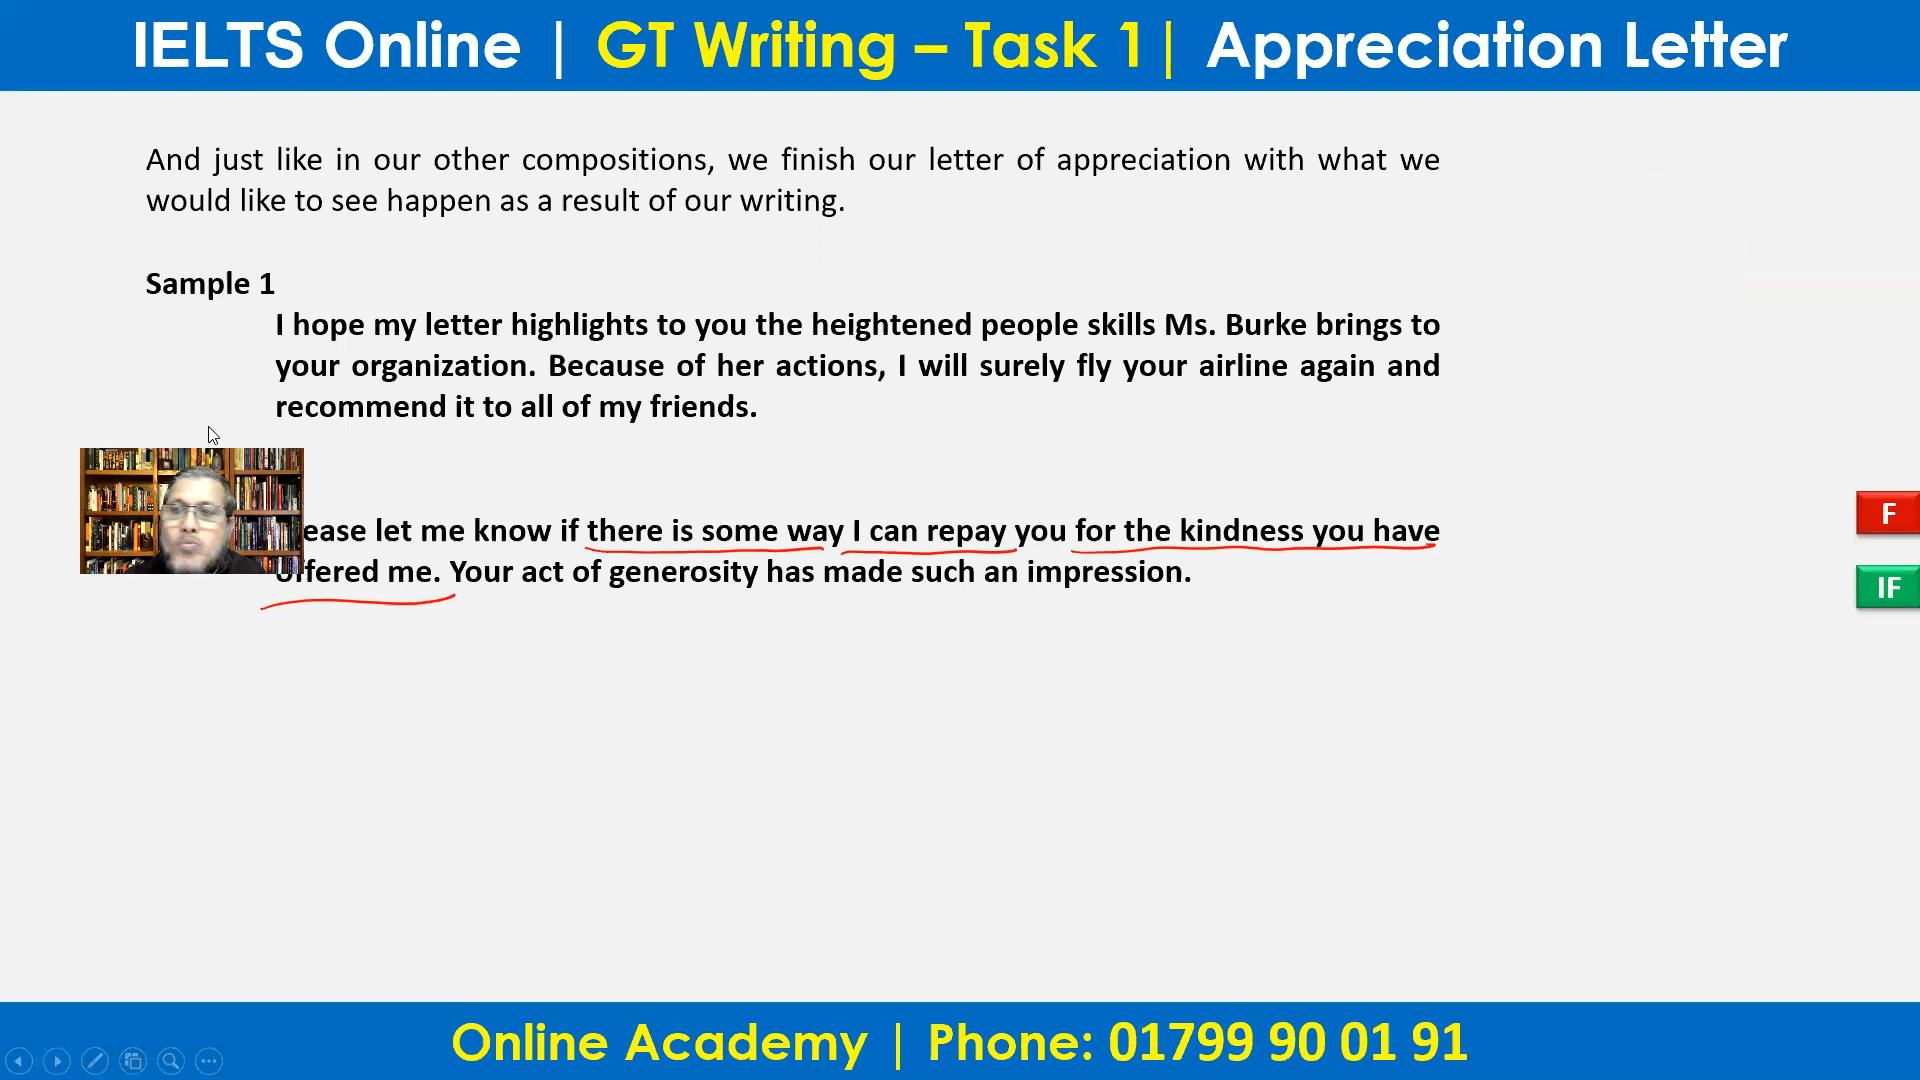 IELTS Online | GT Writing – Task 1 | Appreciation Letter
And just like in our other compositions, we finish our letter of appreciation with what we
would like to see happen as a result of our writing.
Sample 1
I hope my letter highlights to you the heightened people skills Ms. Burke brings to
your organization. Because of her actions, I will surely fly your airline again and
recommend it to all of my friends.
ease let me know if there is some way I can repay you for the kindness you have
offered me. Your act of generosity has made such an impression.
F
IF
Online Academy | Phone: 01799 90 01 91